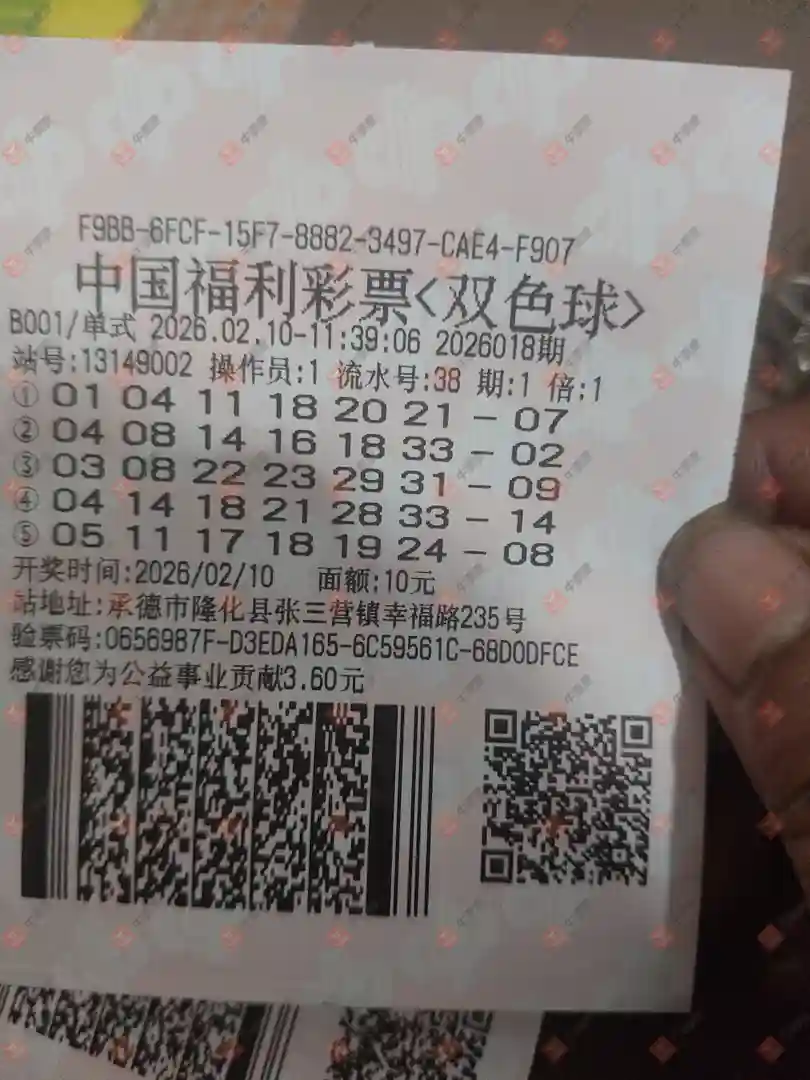 F9BB-6FCF-15F7-8882-3497-CAE4-F907
中国福利彩票<双色球>
B001/单式 2026.02.10-11:39:06 2026018期
站号:13149002 操作员:1 流水号:38 期:1 倍:1
① 01 04 11 18 20 21 - 07
② 04 08 14 16 18 33 - 02
③ 03 08 22 23 29 31 - 09
④ 04 14 18 21 28 33 - 14
⑤ 05 11 17 18 19 24 - 08
开奖时间:2026/02/10 面额:10元
站地址:承德市隆化县张三营镇幸福路235号
验票码:0656987F-D3EDA165-6C59561C-68D0DFCE
感谢您为公益事业贡献3.60元